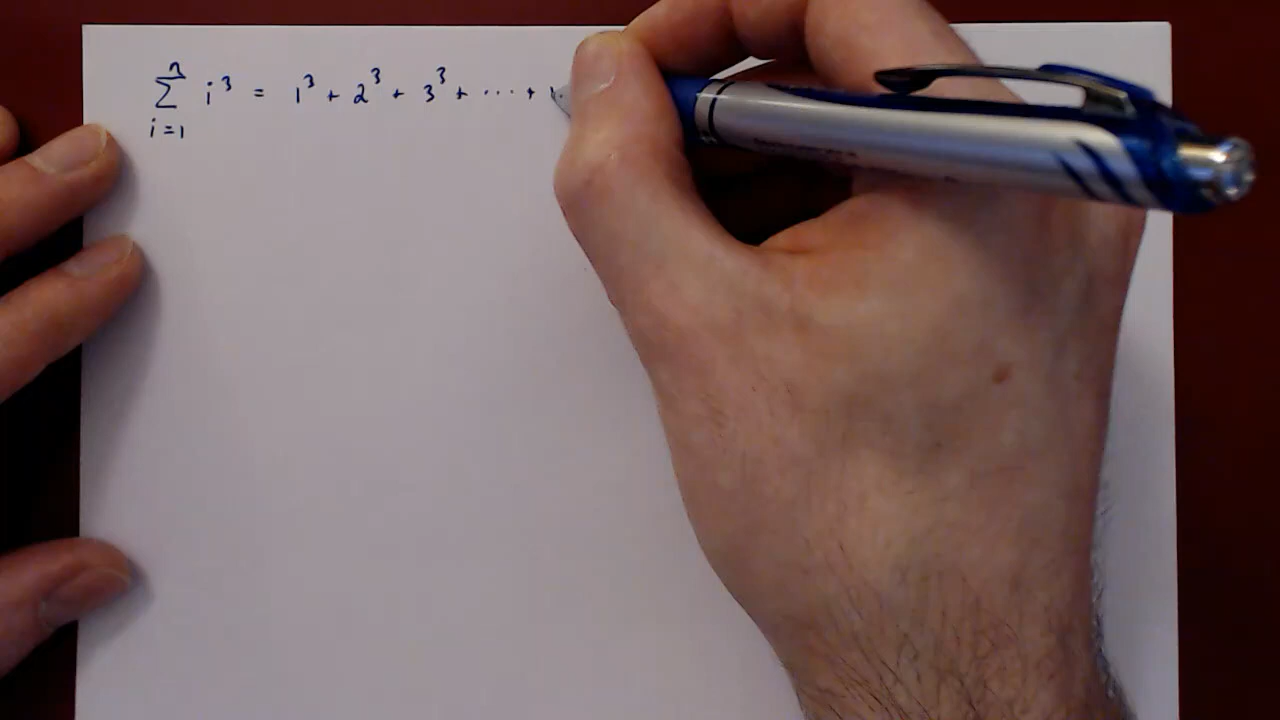 n
∑ i³ = 1³ + 2³ + 3³ + ··· +
i=1